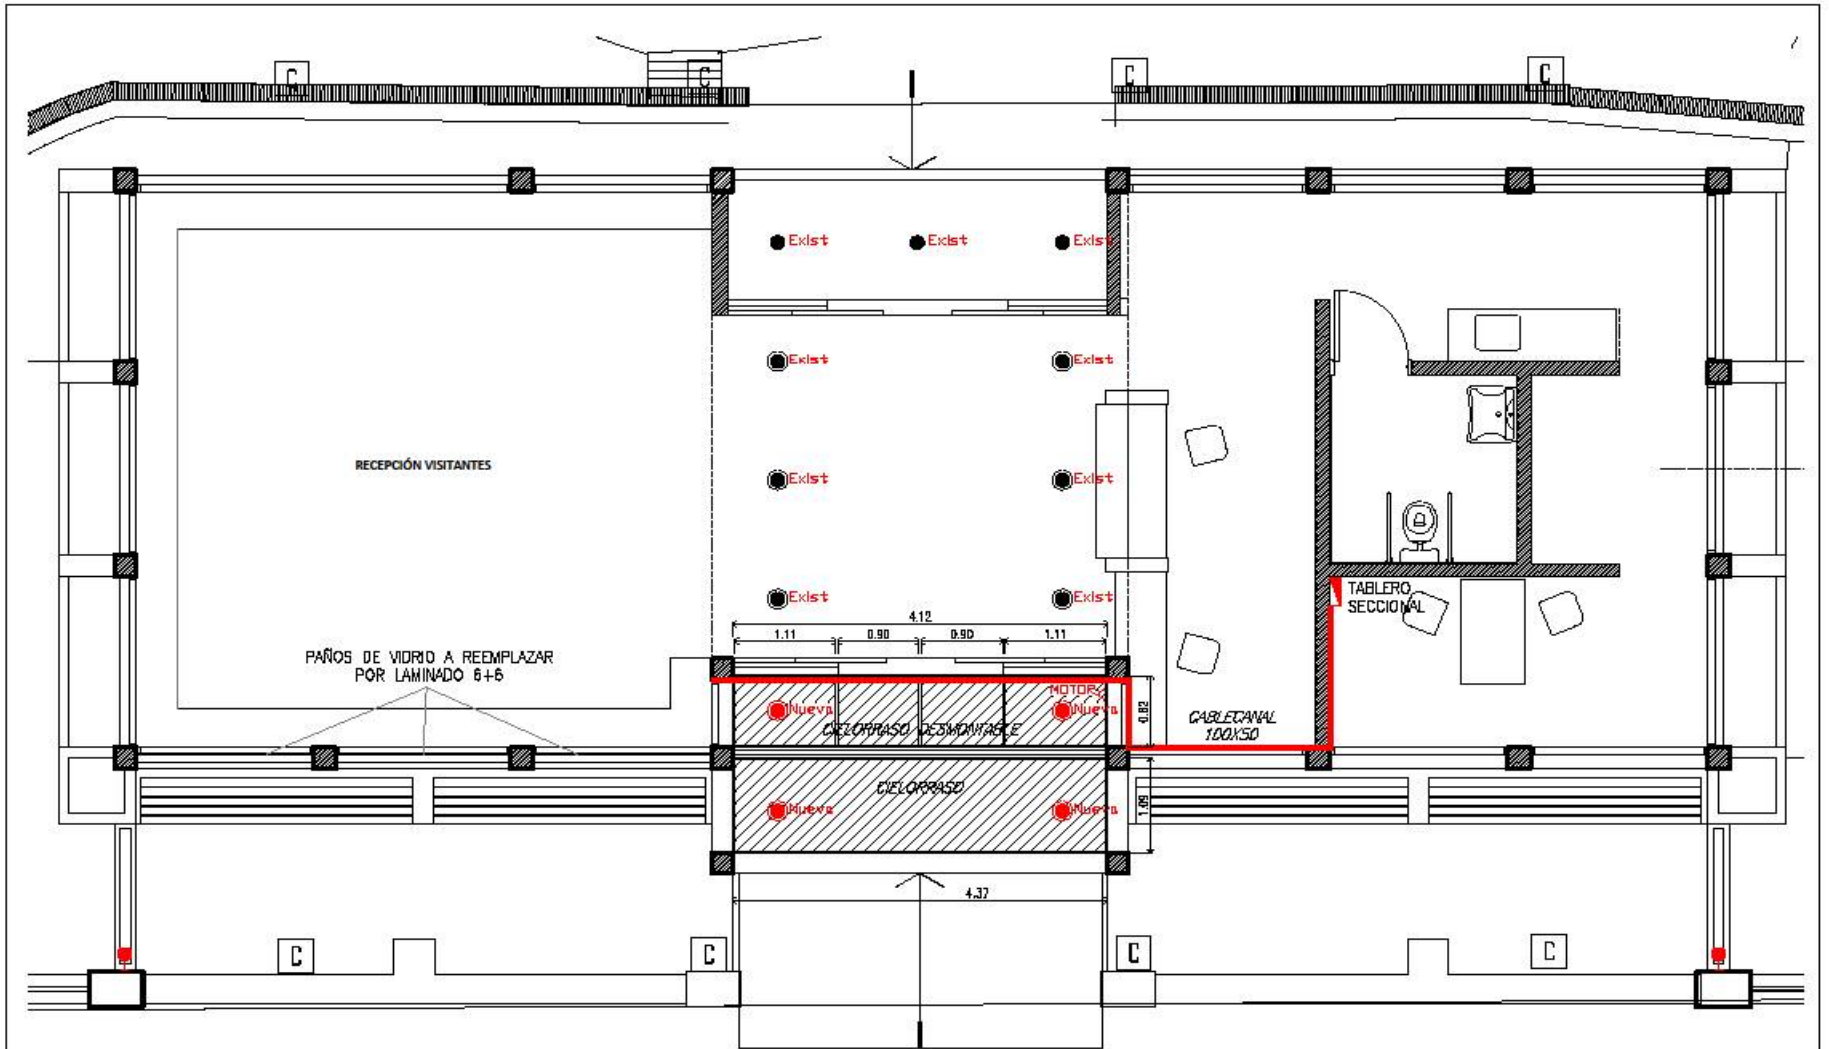 C
C
C
C
Exist
Exist
Exist
Exist
Exist
RECEPCIÓN VISITANTES
Exist
Exist
TABLERO
SECCIONAL
Exist
Exist
4.12
1.11
0.90
0.90
1.11
PAÑOS DE VIDRIO A REEMPLAZAR
POR LAMINADO 6+6
MOTOR
Nueva
Nueva
0.82
CIELORRASO DESMONTABLE
CABLECANAL
100X50
CIELORRASO
Nueva
Nueva
1.09
4.37
C
C
C
C